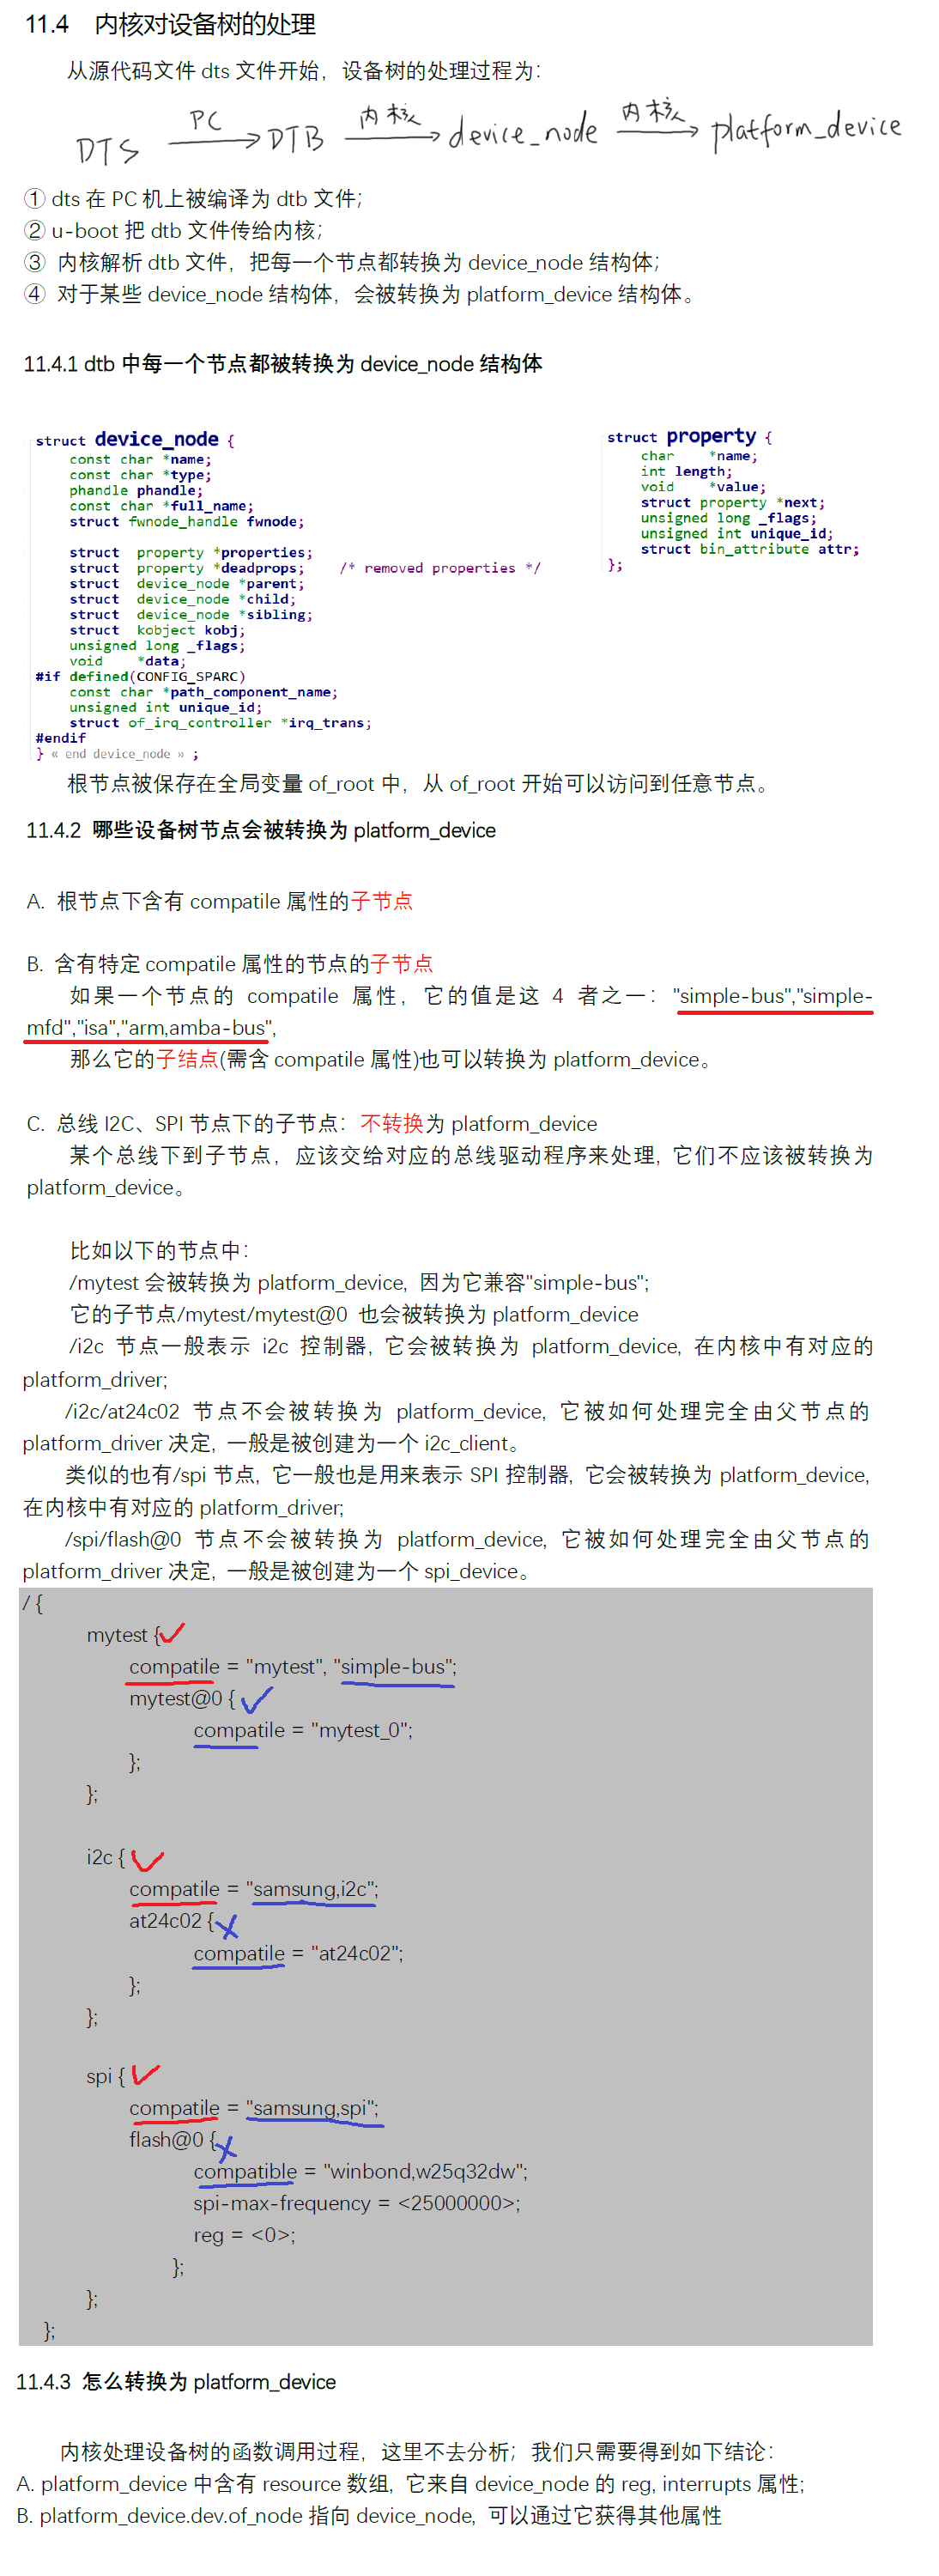 11.4 内核对设备树的处理
从源代码文件 dts 文件开始，设备树的处理过程为：
DTS PC DTB 内核 device_node 内核 platform_device
① dts 在 PC 机上被编译为 dtb 文件；
② u-boot 把 dtb 文件传给内核；
③ 内核解析 dtb 文件，把每一个节点都转换为 device_node 结构体；
④ 对于某些 device_node 结构体，会被转换为 platform_device 结构体。
11.4.1 dtb 中每一个节点都被转换为 device_node 结构体
struct device_node {
const char *name;
const char *type;
phandle phandle;
const char *full_name;
struct fwnode_handle fwnode;
struct property *properties;
struct property *deadprops; /* removed properties */
struct device_node *parent;
struct device_node *child;
struct device_node *sibling;
struct kobject kobj;
unsigned long _flags;
void *data;
#if defined(CONFIG_SPARC)
const char *path_component_name;
unsigned int unique_id;
struct of_irq_controller *irq_trans;
#endif
} « end device_node » ;
struct property {
char *name;
int length;
void *value;
struct property *next;
unsigned long _flags;
unsigned int unique_id;
struct bin_attribute attr;
};
根节点被保存在全局变量 of_root 中，从 of_root 开始可以访问到任意节点。
11.4.2 哪些设备树节点会被转换为 platform_device
A. 根节点下含有 compatile 属性的子节点
B. 含有特定 compatile 属性的节点的子节点
如果一个节点的 compatile 属性，它的值是这 4 者之一："simple-bus","simple-
mfd","isa","arm,amba-bus",
那么它的子结点(需含 compatile 属性)也可以转换为 platform_device。
C. 总线 I2C、SPI 节点下的子节点：不转换为 platform_device
某个总线下到子节点，应该交给对应的总线驱动程序来处理, 它们不应该被转换为
platform_device。
比如以下的节点中：
/mytest 会被转换为 platform_device, 因为它兼容"simple-bus";
它的子节点/mytest/mytest@0 也会被转换为 platform_device
/i2c 节点一般表示 i2c 控制器, 它会被转换为 platform_device, 在内核中有对应的
platform_driver;
/i2c/at24c02 节点不会被转换为 platform_device, 它被如何处理完全由父节点的
platform_driver 决定, 一般是被创建为一个 i2c_client。
类似的也有/spi 节点, 它一般也是用来表示 SPI 控制器, 它会被转换为 platform_device,
在内核中有对应的 platform_driver;
/spi/flash@0 节点不会被转换为 platform_device, 它被如何处理完全由父节点的
platform_driver 决定, 一般是被创建为一个 spi_device。
/ {
mytest {
compatile = "mytest", "simple-bus";
mytest@0 {
compatile = "mytest_0";
};
};
i2c {
compatile = "samsung,i2c";
at24c02 {
compatile = "at24c02";
};
};
spi {
compatile = "samsung,spi";
flash@0 {
compatible = "winbond,w25q32dw";
spi-max-frequency = <25000000>;
reg = <0>;
};
};
};
11.4.3 怎么转换为 platform_device
内核处理设备树的函数调用过程，这里不去分析；我们只需要得到如下结论：
A. platform_device 中含有 resource 数组, 它来自 device_node 的 reg, interrupts 属性;
B. platform_device.dev.of_node 指向 device_node, 可以通过它获得其他属性